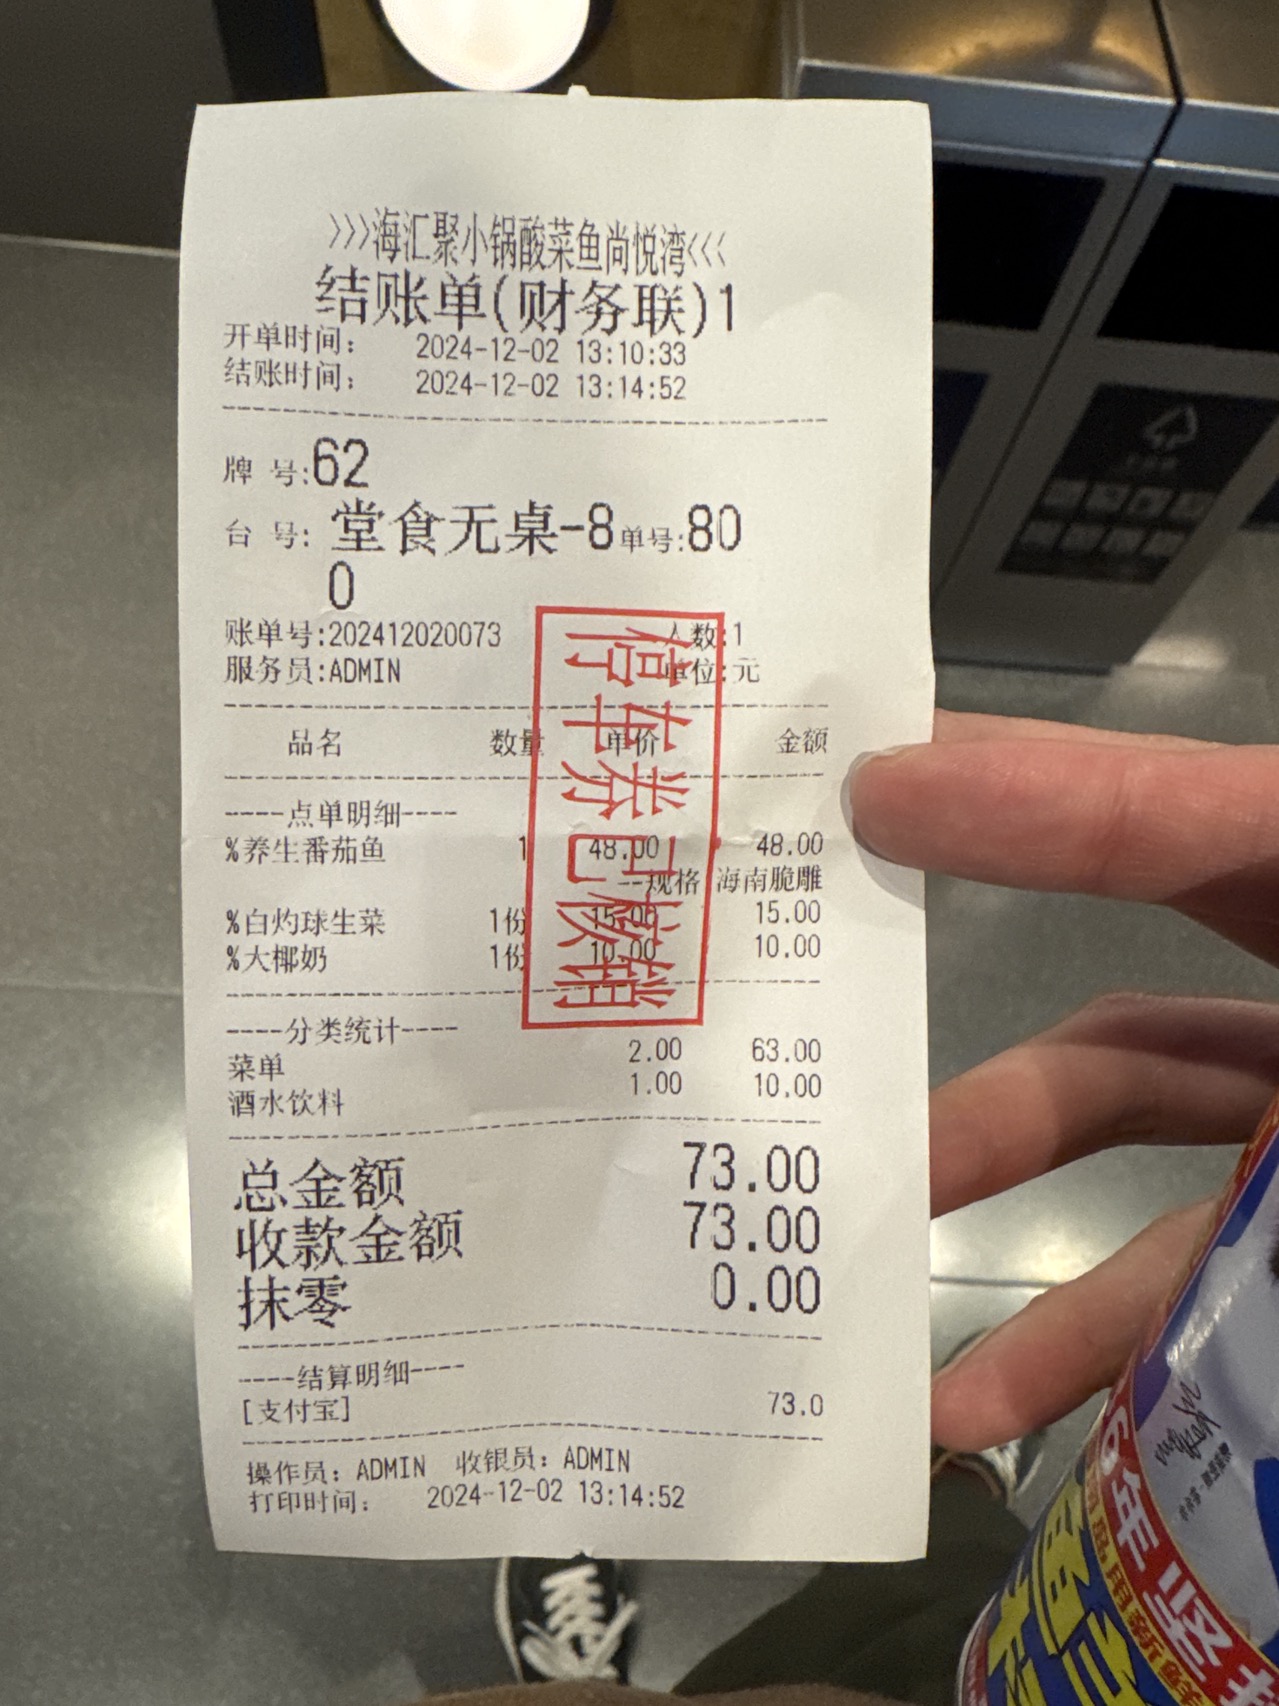 >>>海汇聚小锅酸菜鱼尚悦湾<<<
结账单(财务联)1
开单时间: 2024-12-02 13:10:33
结账时间: 2024-12-02 13:14:52
牌 号:62
台 号: 堂食无桌-8单号:80
0
账单号:202412020073 人数:1
服务员:ADMIN 单位:元
品名 数量 单价 金额
----点单明细----
%养生番茄鱼 1 48.00 48.00
--规格 海南脆雕
%白灼球生菜 1份 15.00 15.00
%大椰奶 1份 10.00 10.00
停车券已核销
----分类统计----
菜单 2.00 63.00
酒水饮料 1.00 10.00
总金额 73.00
收款金额 73.00
抹零 0.00
----结算明细----
[支付宝] 73.0
操作员: ADMIN 收银员: ADMIN
打印时间: 2024-12-02 13:14:52
年坚